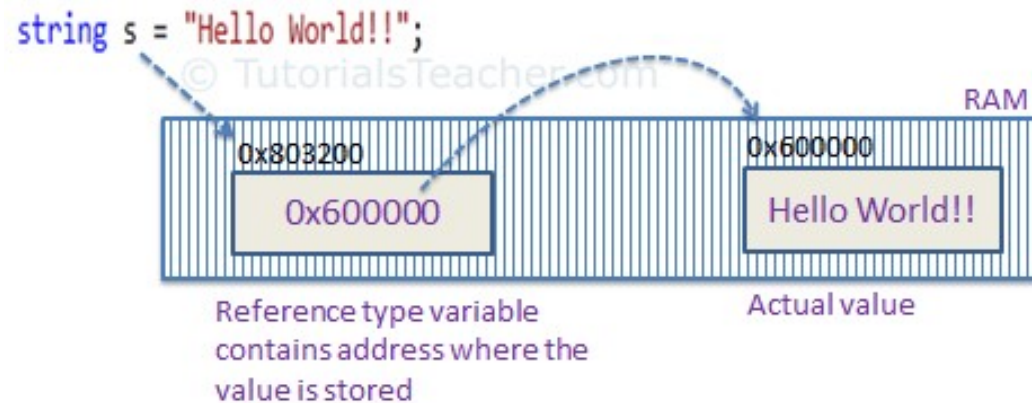 string s = "Hello World!!";
© TutorialsTeacher.com
RAM
0x803200
0x600000
0x600000
Hello World!!
Reference type variable
contains address where the
value is stored
Actual value